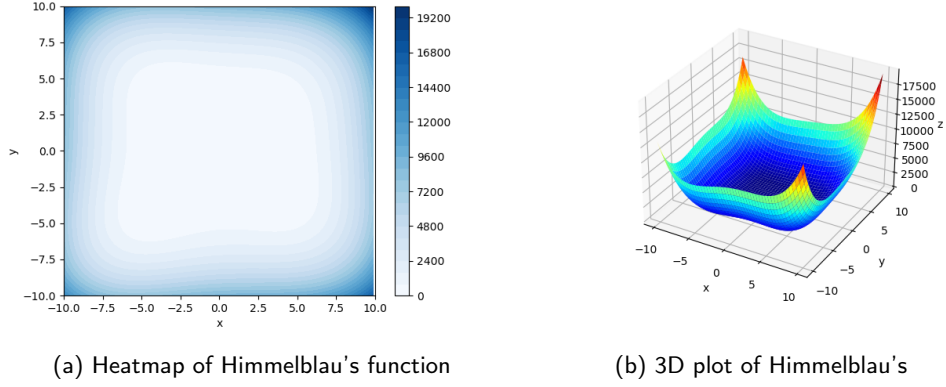 10.0
7.5
5.0
2.5
0.0
−2.5
−5.0
−7.5
−10.0
y
−10.0 −7.5 −5.0 −2.5 0.0 2.5 5.0 7.5 10.0
x
19200
16800
14400
12000
9600
7200
4800
2400
0
17500
15000
12500
10000
7500
5000
2500
0
z
−10 −5 0 5 10
x
−10 −5 0 5 10
y
(a) Heatmap of Himmelblau's function
(b) 3D plot of Himmelblau's